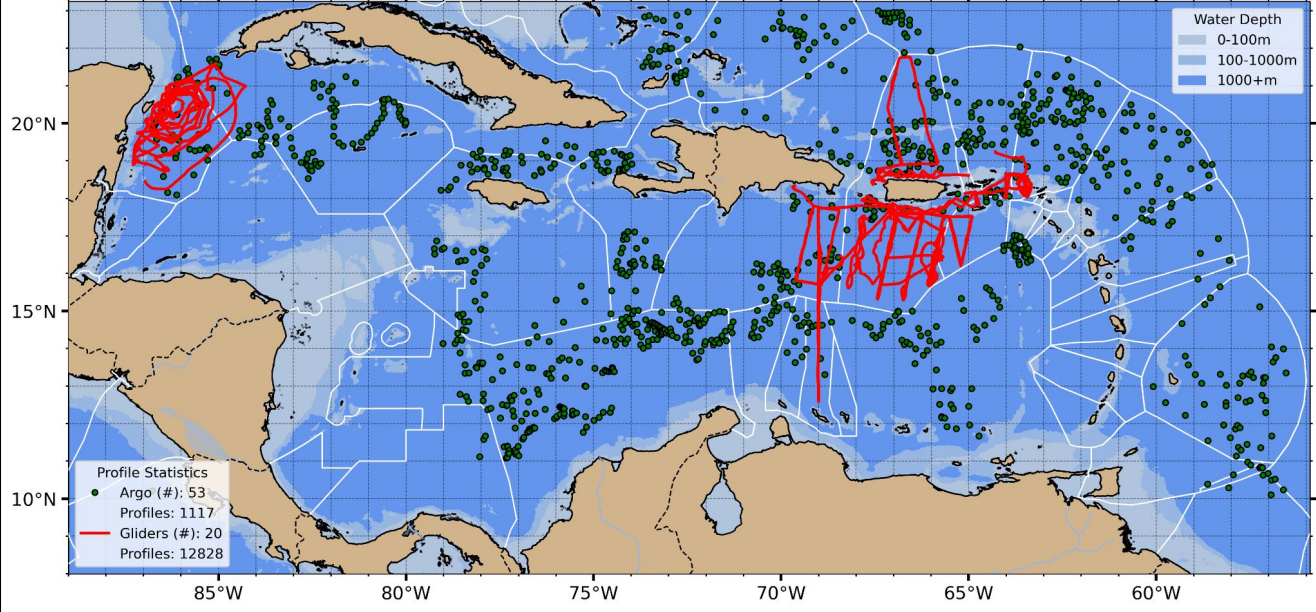 Water Depth
0-100m
100-1000m
1000+m
20°N
15°N
10°N
Profile Statistics
Argo (#): 53
Profiles: 1117
Gliders (#): 20
Profiles: 12828
85°W
80°W
75°W
70°W
65°W
60°W